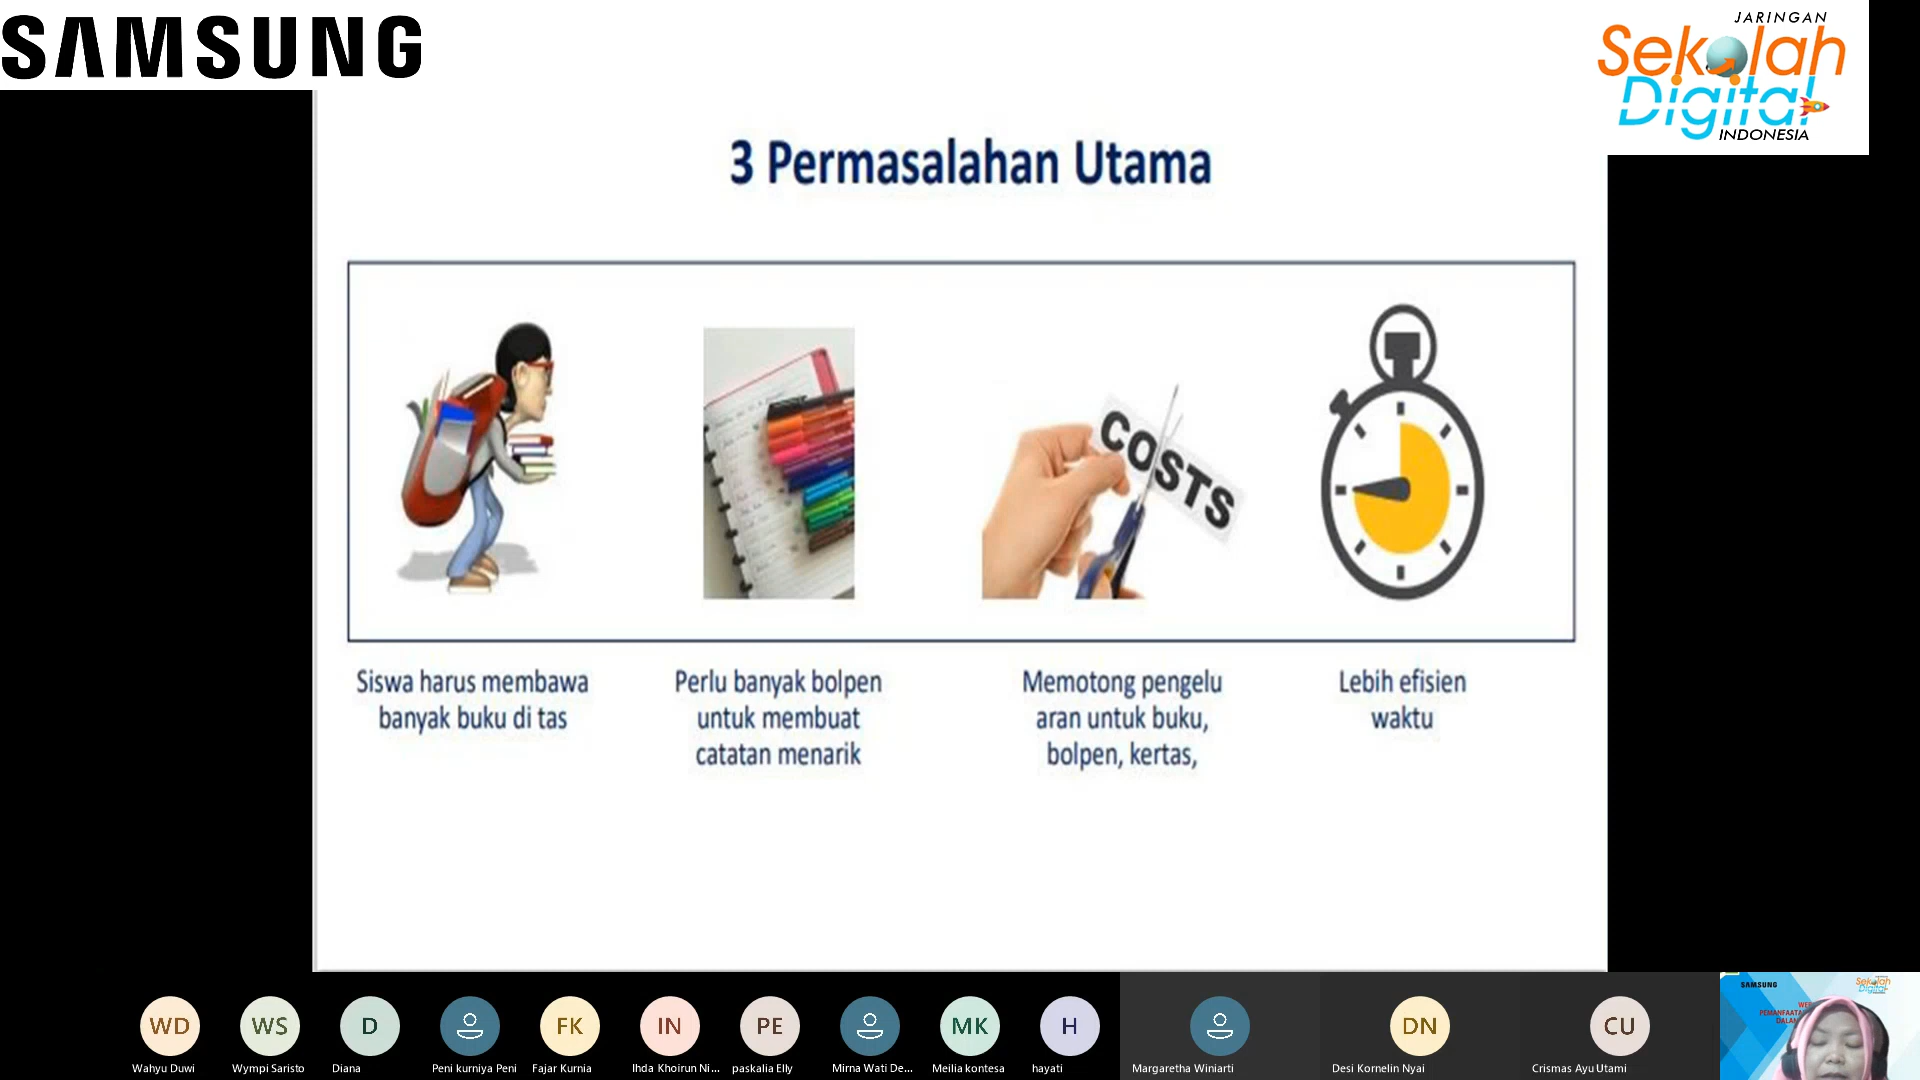 SAMSUNG
JARINGAN
Sekolah
Digital
INDONESIA
3 Permasalahan Utama
COSTS
Siswa harus membawa
banyak buku di tas
Perlu banyak bolpen
untuk membuat
catatan menarik
Memotong pengelu
aran untuk buku,
bolpen, kertas,
Lebih efisien
waktu
WD
WS
D
FK
IN
PE
MK
H
DN
CU
Wahyu Duwi
Wympi Saristo
Diana
Peni kurniya Peni
Fajar Kurnia
Ihda Khoirun Ni...
paskalia Elly
Mirna Wati De...
Meilia kontesa
hayati
Margaretha Winiarti
Desi Kornelin Nyai
Crismas Ayu Utami
SAMSUNG
Sekolah
Digital